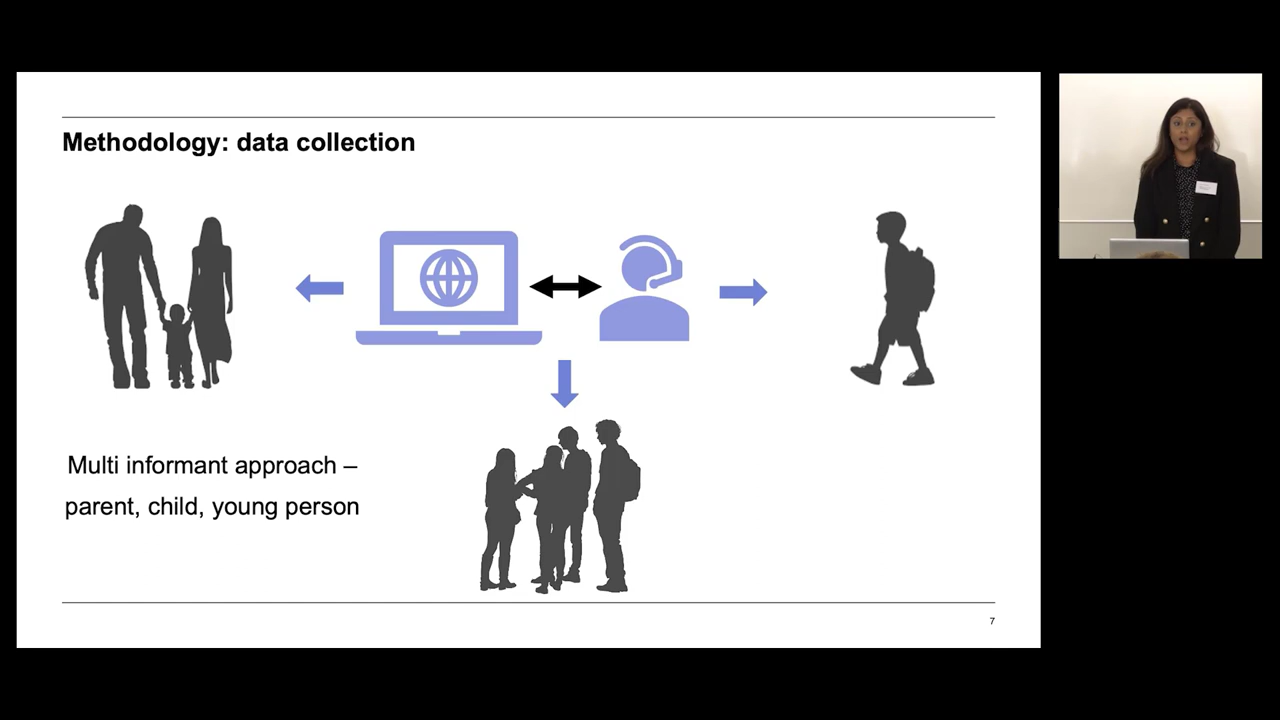 Methodology: data collection
Multi informant approach –
parent, child, young person
7